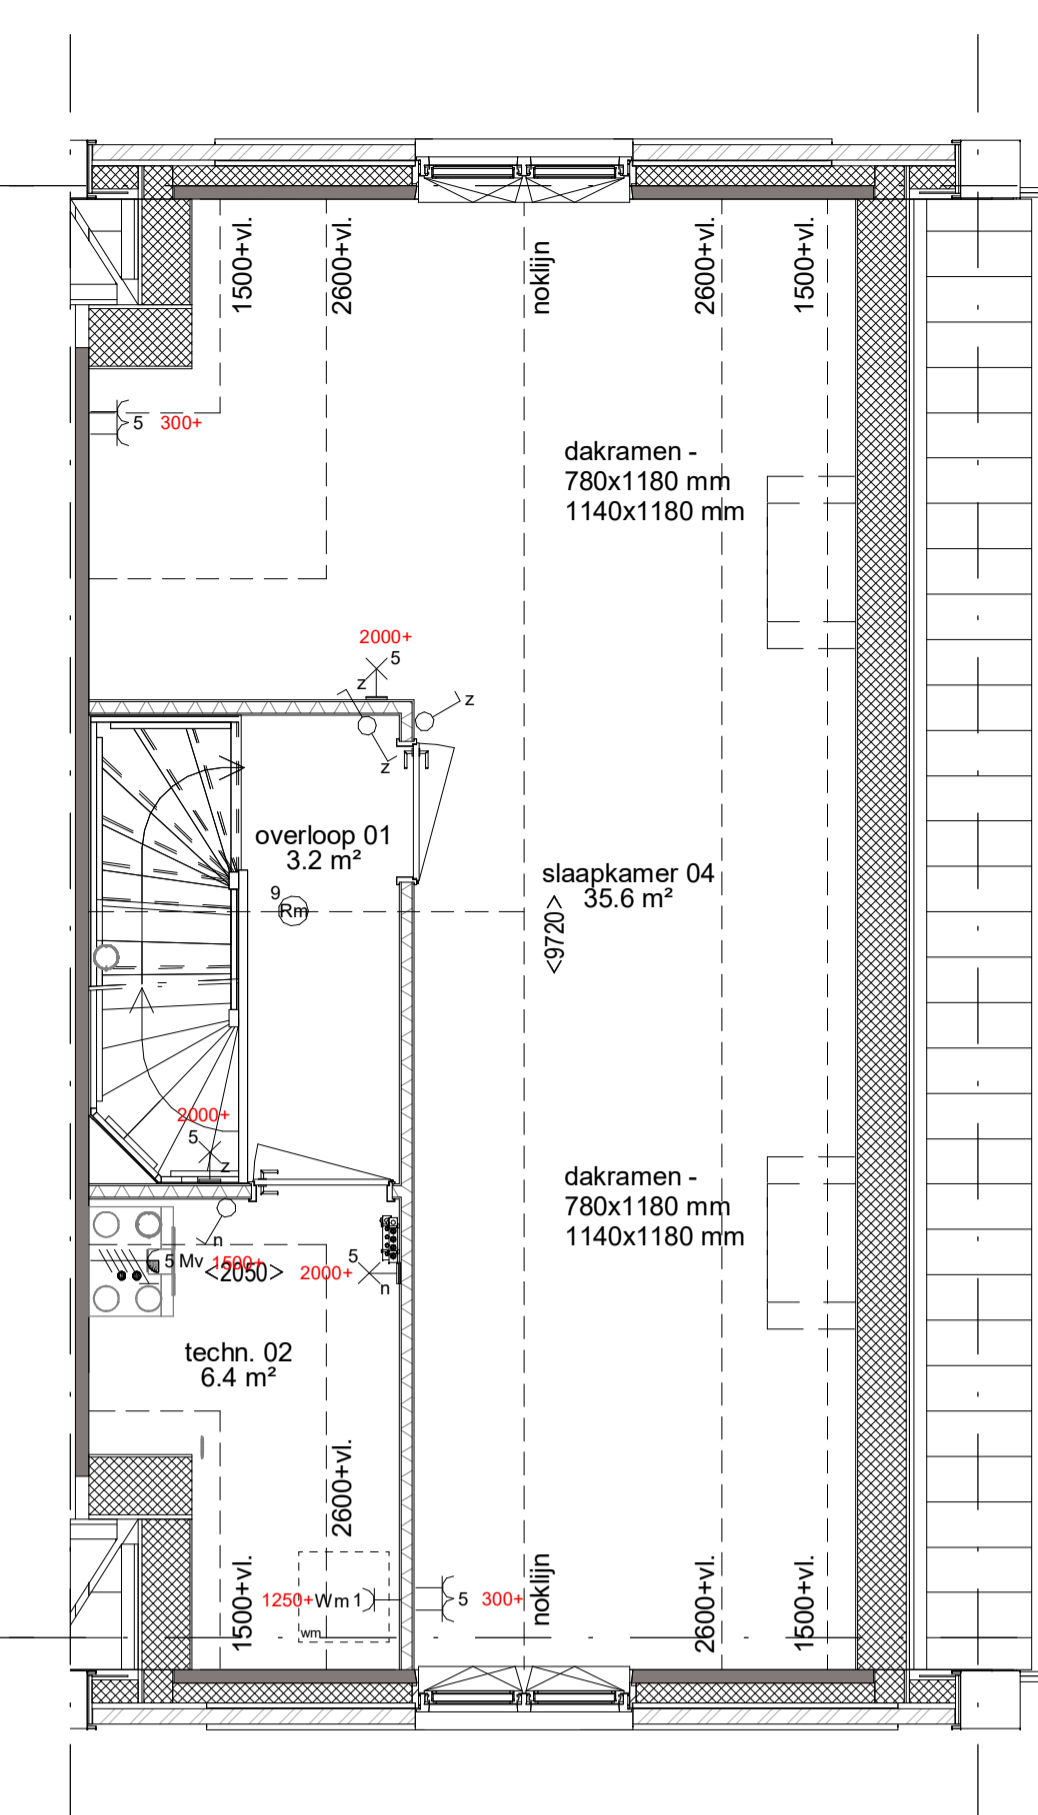 1500+vl.
2600+vl.
noklijn
2600+vl.
1500+vl.
5 300+
dakramen -
780x1180 mm
1140x1180 mm
2000+
5
z
z
z
overloop 01
3.2 m²
9
Rm
slaapkamer 04
35.6 m²
<9720>
2000+
5
z
dakramen -
780x1180 mm
1140x1180 mm
n
5 Mv 1500+
<2050>
5
2000+
n
techn. 02
6.4 m²
2600+vl.
1500+vl.
1250+ Wm 1
wm
5 300+
noklijn
2600+vl.
1500+vl.